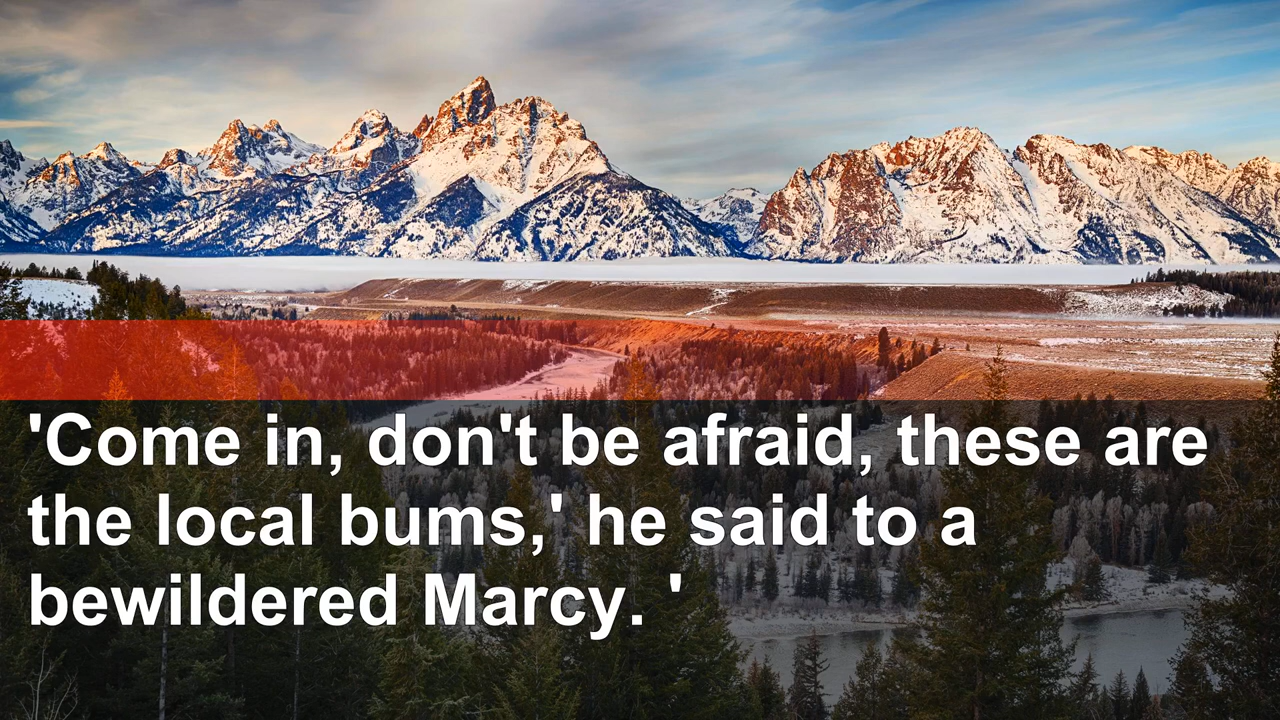 'Come in, don't be afraid, these are
the local bums,' he said to a
bewildered Marcy. '